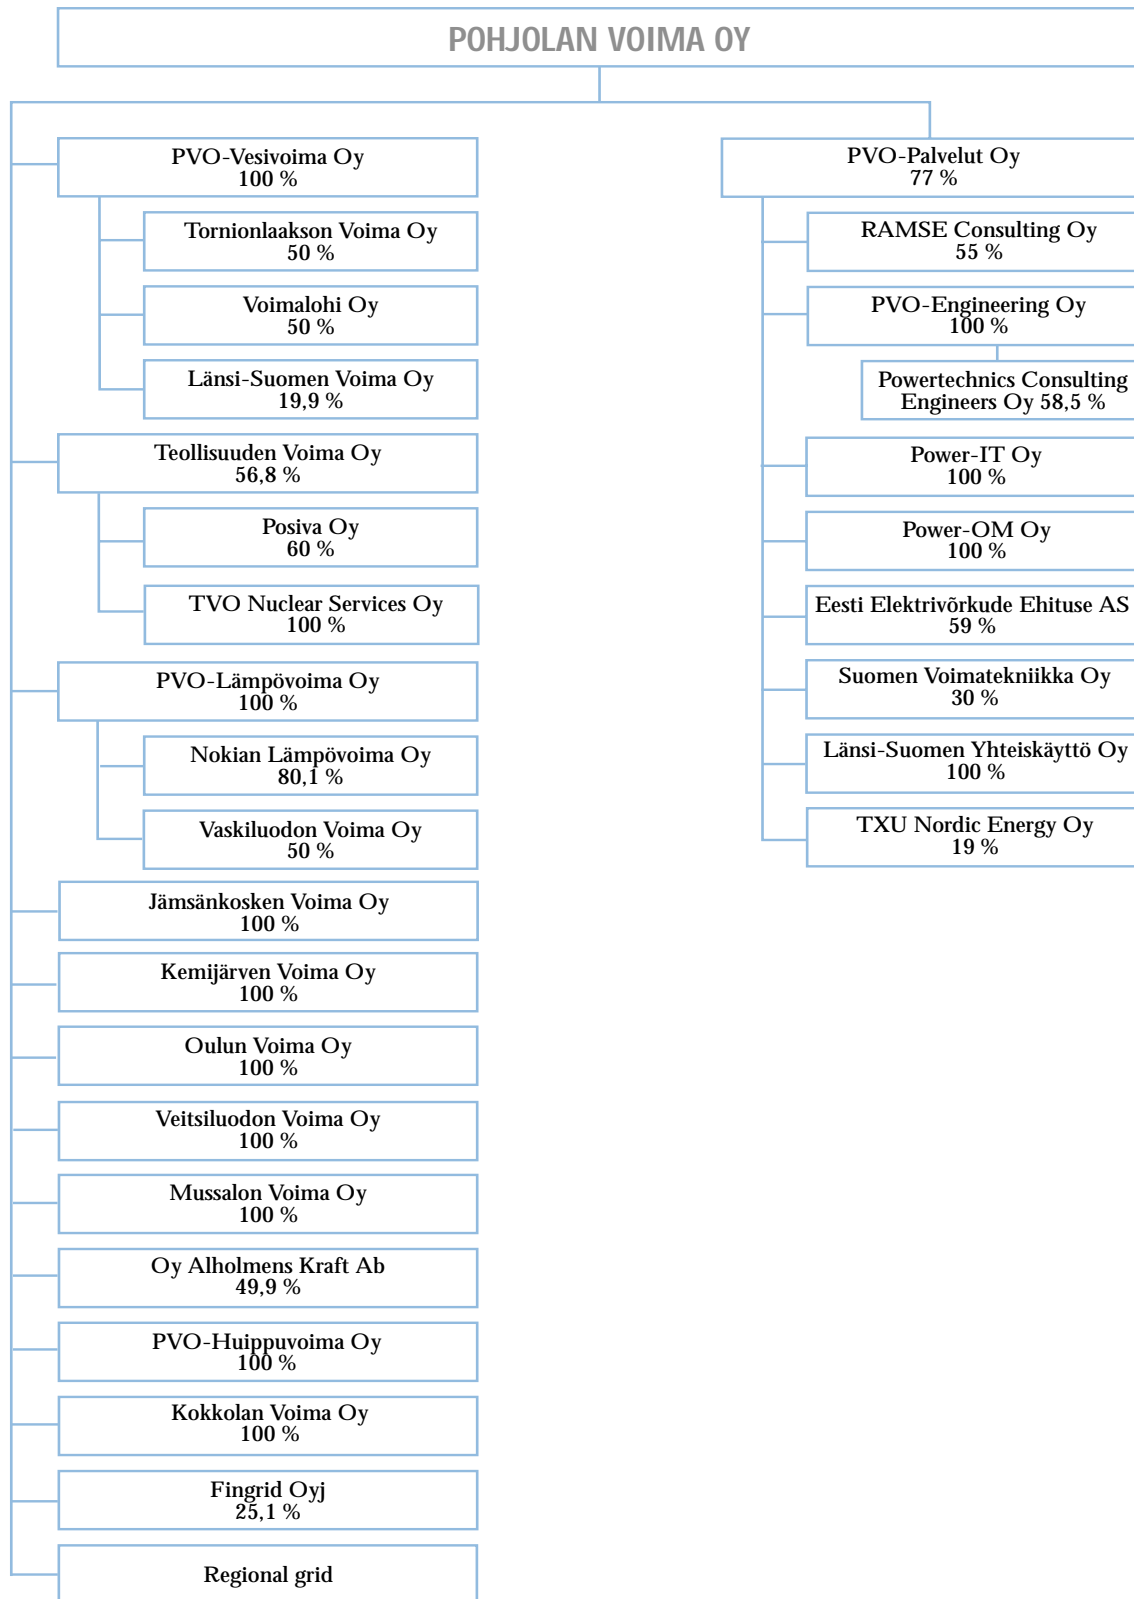 POHJOLAN VOIMA OY
PVO-Vesivoima Oy
100 %
Tornionlaakson Voima Oy
50 %
Voimalohi Oy
50 %
Länsi-Suomen Voima Oy
19,9 %
Teollisuuden Voima Oy
56,8 %
Posiva Oy
60 %
TVO Nuclear Services Oy
100 %
PVO-Lämpövoima Oy
100 %
Nokian Lämpövoima Oy
80,1 %
Vaskiluodon Voima Oy
50 %
Jämsänkosken Voima Oy
100 %
Kemijärven Voima Oy
100 %
Oulun Voima Oy
100 %
Veitsiluodon Voima Oy
100 %
Mussalon Voima Oy
100 %
Oy Alholmens Kraft Ab
49,9 %
PVO-Huippuvoima Oy
100 %
Kokkolan Voima Oy
100 %
Fingrid Oyj
25,1 %
Regional grid
PVO-Palvelut Oy
77 %
RAMSE Consulting Oy
55 %
PVO-Engineering Oy
100 %
Powertechnics Consulting
Engineers Oy 58,5 %
Power-IT Oy
100 %
Power-OM Oy
100 %
Eesti Elektrivõrkude Ehituse AS
59 %
Suomen Voimatekniikka Oy
30 %
Länsi-Suomen Yhteiskäyttö Oy
100 %
TXU Nordic Energy Oy
19 %